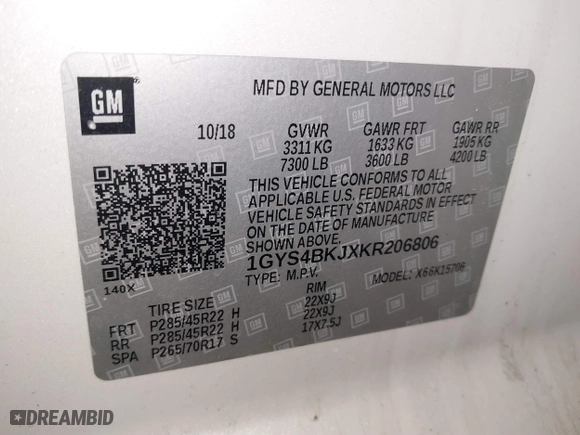 GM
MFD BY GENERAL MOTORS LLC
10/18 GVWR GAWR FRT GAWR RR
3311 KG 1633 KG 1905 KG
7300 LB 3600 LB 4200 LB
THIS VEHICLE CONFORMS TO ALL
APPLICABLE U.S. FEDERAL MOTOR
VEHICLE SAFETY STANDARDS IN EFFECT
ON THE DATE OF MANUFACTURE
SHOWN ABOVE.
1GYS4BKJXKR206806
TYPE: M.P.V. MODEL: X66K15706
140X
TIRE SIZE RIM
FRT P285/45R22 H 22X9J
RR P285/45R22 H 22X9J
SPA P265/70R17 S 17X7.5J
DREAMBID